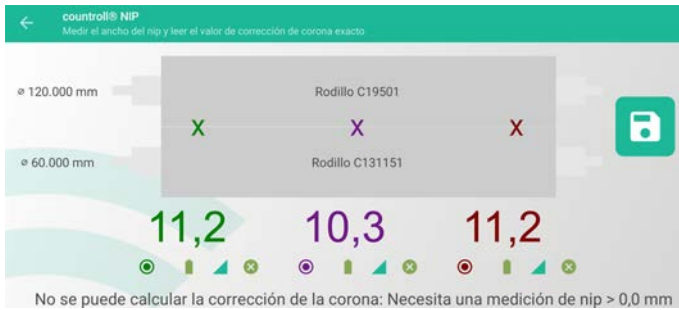 countroll® NIP
Medir el ancho del nip y leer el valor de corrección de corona exacto
⌀ 120.000 mm
Rodillo C19501
X X X
⌀ 60.000 mm
Rodillo C131151
11,2 10,3 11,2
No se puede calcular la corrección de la corona: Necesita una medición de nip > 0,0 mm